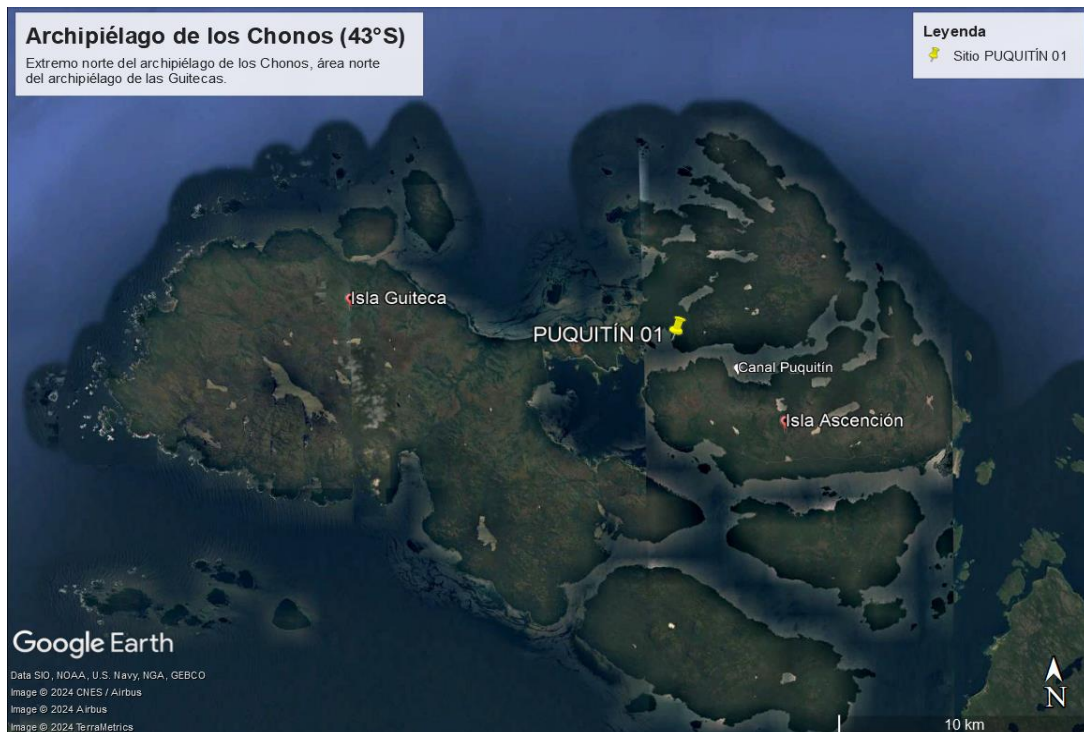 Archipiélago de los Chonos (43°S)
Extremo norte del archipiélago de los Chonos, área norte
del archipiélago de las Guitecas.
Leyenda
Sitio PUQUITÍN 01
Isla Guiteca
PUQUITÍN 01
Canal Puquitín
Isla Ascención
Google Earth
Data SIO, NOAA, U.S. Navy, NGA, GEBCO
Image © 2024 CNES / Airbus
Image © 2024 Airbus
Image © 2024 TerraMetrics
N
10 km